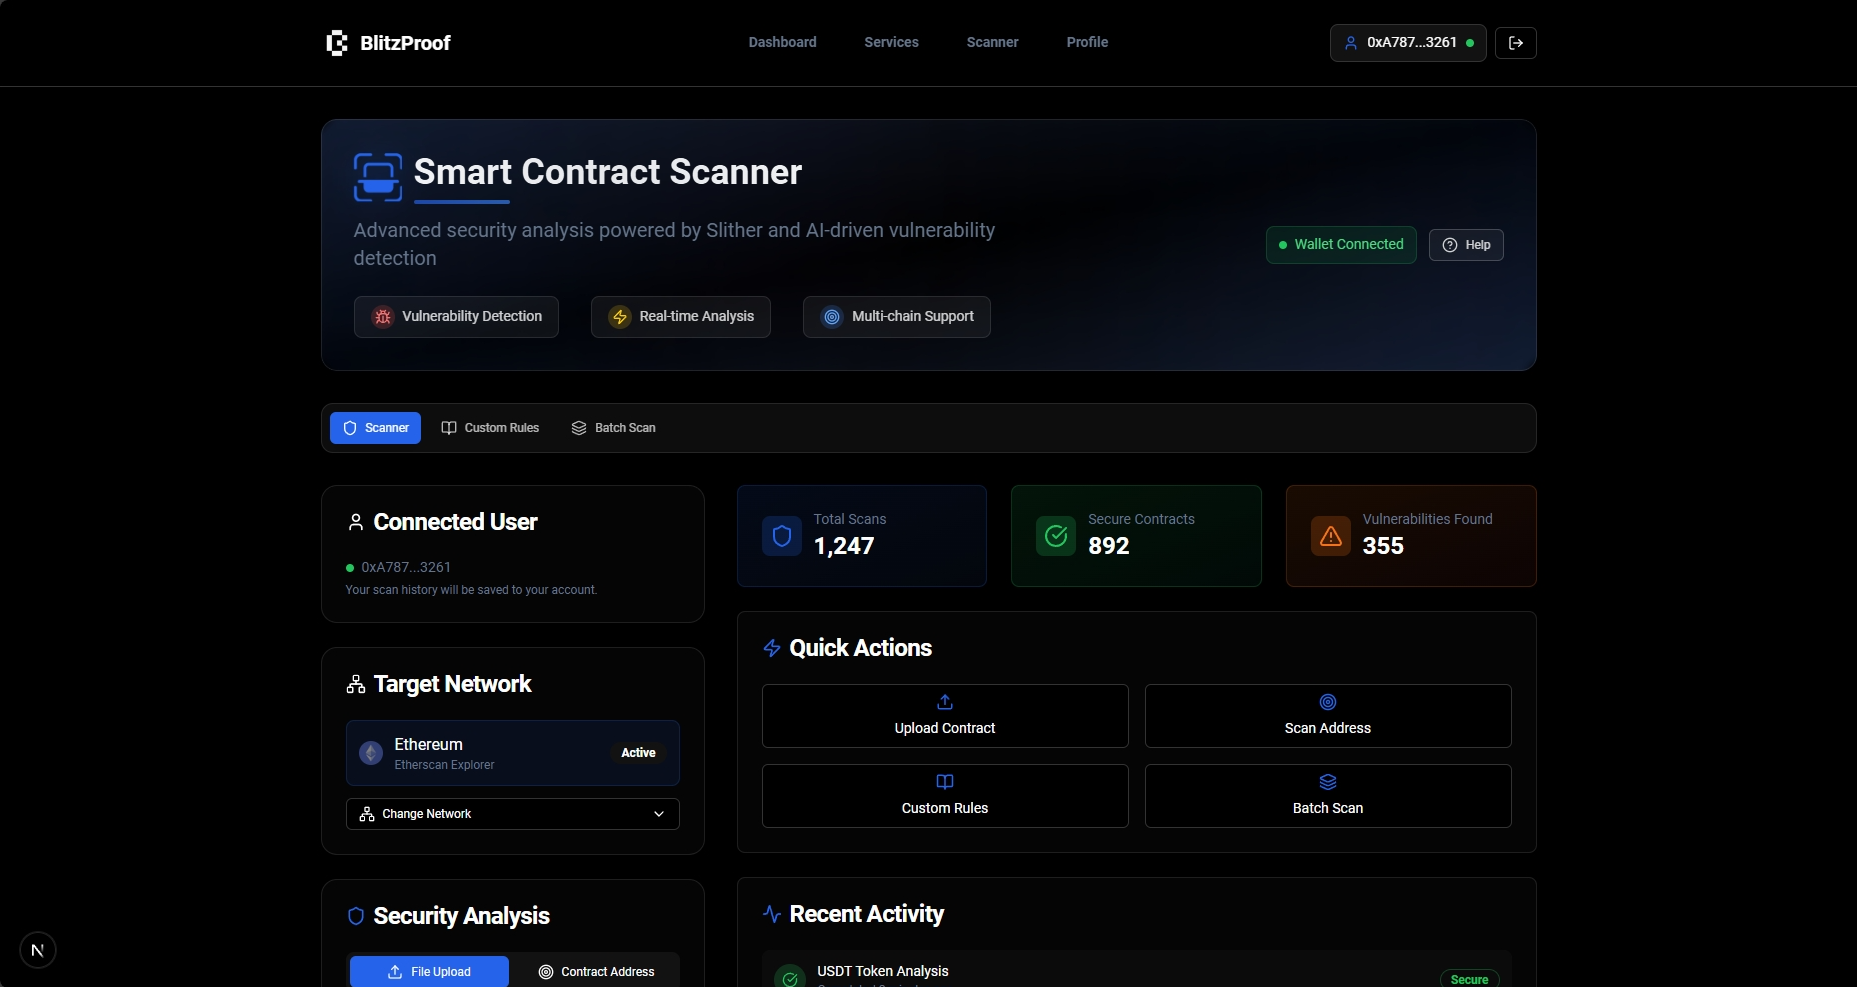 BlitzProof
Dashboard
Services
Scanner
Profile
0xA787...3261
Smart Contract Scanner
Advanced security analysis powered by Slither and AI-driven vulnerability
detection
Wallet Connected
Help
Vulnerability Detection
Real-time Analysis
Multi-chain Support
Scanner
Custom Rules
Batch Scan
Connected User
0xA787...3261
Your scan history will be saved to your account.
Total Scans
1,247
Secure Contracts
892
Vulnerabilities Found
355
Target Network
Ethereum
Etherscan Explorer
Active
Change Network
Quick Actions
Upload Contract
Scan Address
Custom Rules
Batch Scan
Security Analysis
File Upload
Contract Address
Recent Activity
USDT Token Analysis
Secure
N